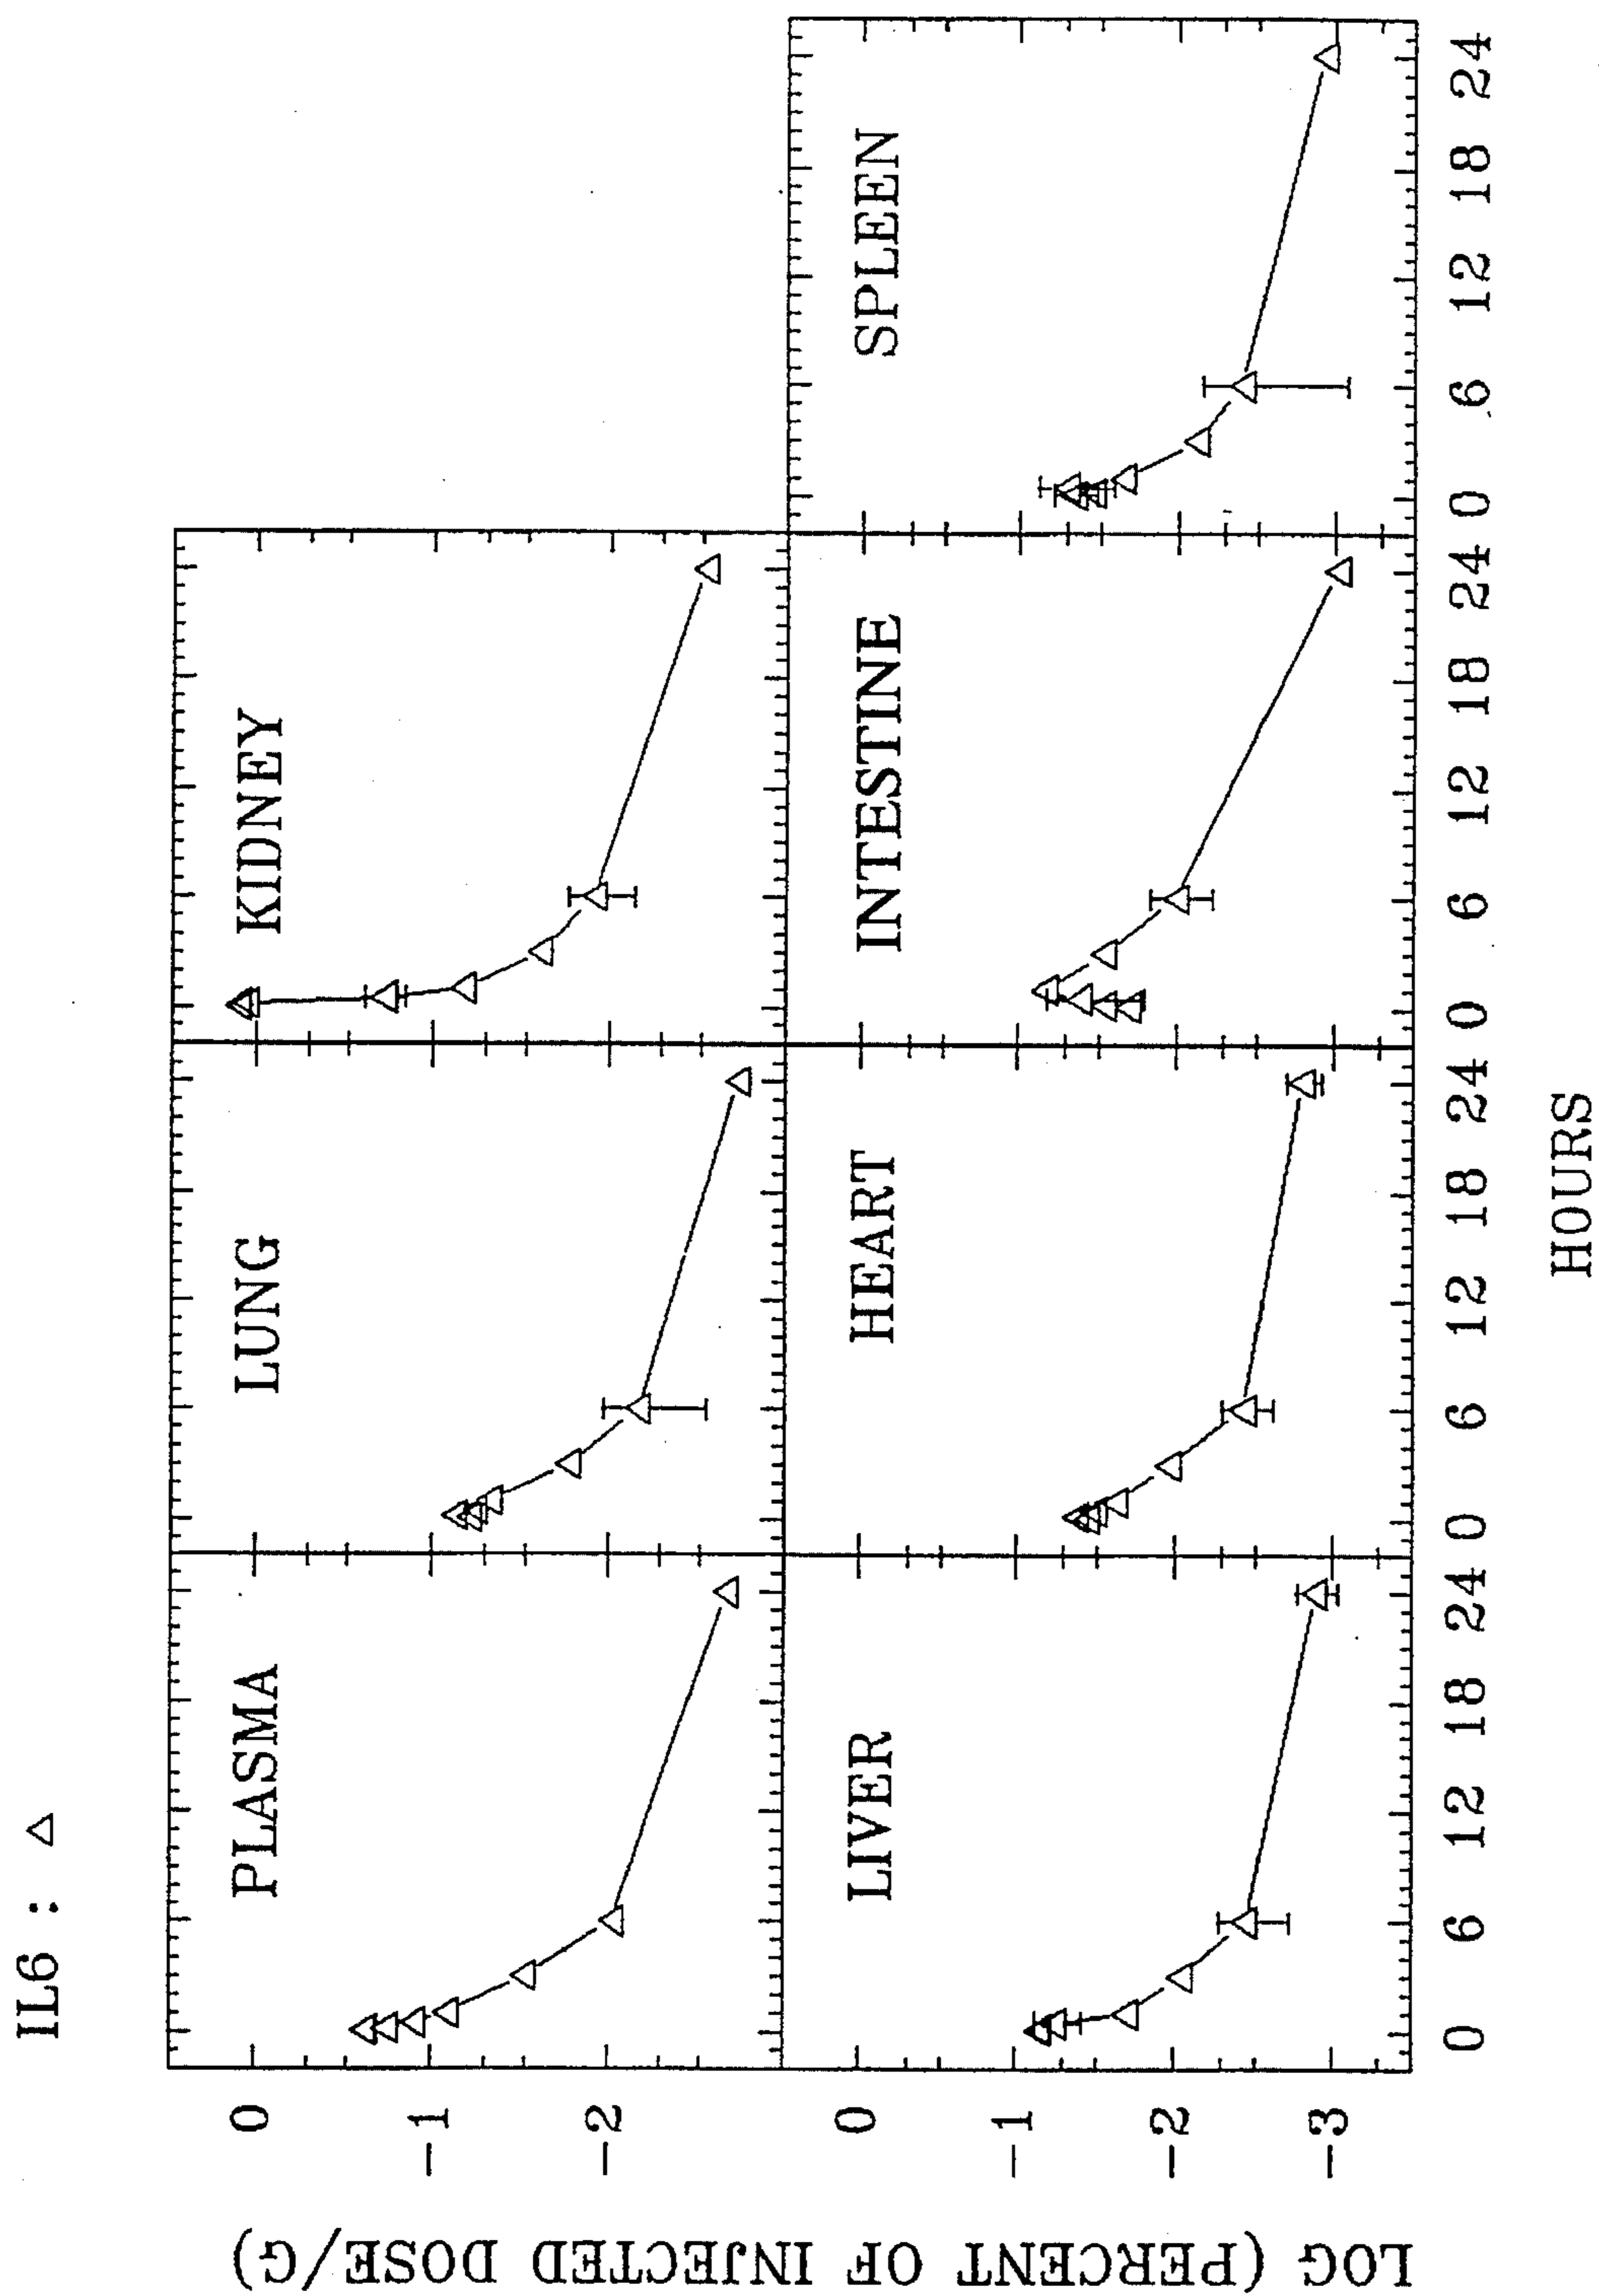 IL6 : △
PLASMA
LUNG
KIDNEY
0
-1
-2
LIVER
HEART
INTESTINE
SPLEEN
0
-1
-2
-3
0 6 12 18 24 0 6 12 18 24 0 6 12 18 24 0 6 12 18 24
HOURS
LOG (PERCENT OF INJECTED DOSE/G)